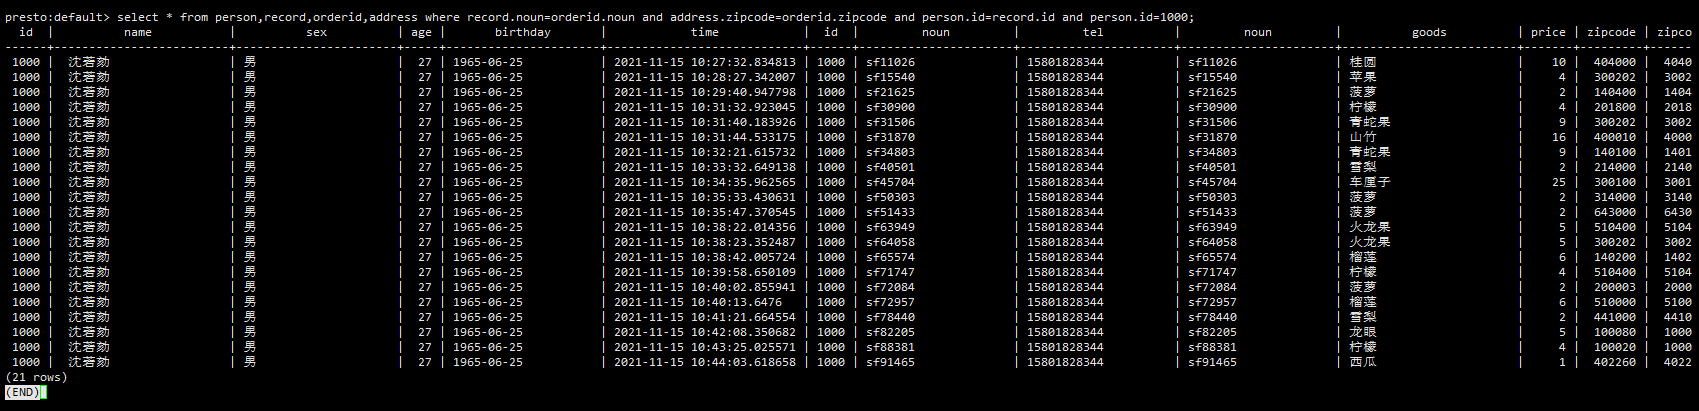 presto:default> select * from person,record,orderid,address where record.noun=orderid.noun and address.zipcode=orderid.zipcode and person.id=record.id and person.id=1000;
id | name | sex | age | birthday | time | id | noun | tel | noun | goods | price | zipcode | zipco
1000 | 沈若勐 | 男 | 27 | 1965-06-25 | 2021-11-15 10:27:32.834813 | 1000 | sf11026 | 15801828344 | sf11026 | 桂圆 | 10 | 404000 | 4040
1000 | 沈若勐 | 男 | 27 | 1965-06-25 | 2021-11-15 10:28:27.342007 | 1000 | sf15540 | 15801828344 | sf15540 | 苹果 | 4 | 300202 | 3002
1000 | 沈若勐 | 男 | 27 | 1965-06-25 | 2021-11-15 10:29:40.947798 | 1000 | sf21625 | 15801828344 | sf21625 | 菠萝 | 2 | 140400 | 1404
1000 | 沈若勐 | 男 | 27 | 1965-06-25 | 2021-11-15 10:31:32.923045 | 1000 | sf30900 | 15801828344 | sf30900 | 柠檬 | 4 | 201800 | 2018
1000 | 沈若勐 | 男 | 27 | 1965-06-25 | 2021-11-15 10:31:40.183926 | 1000 | sf31506 | 15801828344 | sf31506 | 青蛇果 | 9 | 300202 | 3002
1000 | 沈若勐 | 男 | 27 | 1965-06-25 | 2021-11-15 10:31:44.533175 | 1000 | sf31870 | 15801828344 | sf31870 | 山竹 | 16 | 400010 | 4000
1000 | 沈若勐 | 男 | 27 | 1965-06-25 | 2021-11-15 10:32:21.615732 | 1000 | sf34803 | 15801828344 | sf34803 | 青蛇果 | 9 | 140100 | 1401
1000 | 沈若勐 | 男 | 27 | 1965-06-25 | 2021-11-15 10:33:32.649138 | 1000 | sf40501 | 15801828344 | sf40501 | 雪梨 | 2 | 214000 | 2140
1000 | 沈若勐 | 男 | 27 | 1965-06-25 | 2021-11-15 10:34:35.962565 | 1000 | sf45704 | 15801828344 | sf45704 | 车厘子 | 25 | 300100 | 3001
1000 | 沈若勐 | 男 | 27 | 1965-06-25 | 2021-11-15 10:35:33.430631 | 1000 | sf50303 | 15801828344 | sf50303 | 菠萝 | 2 | 314000 | 3140
1000 | 沈若勐 | 男 | 27 | 1965-06-25 | 2021-11-15 10:35:47.370545 | 1000 | sf51433 | 15801828344 | sf51433 | 菠萝 | 2 | 643000 | 6430
1000 | 沈若勐 | 男 | 27 | 1965-06-25 | 2021-11-15 10:38:22.014356 | 1000 | sf63949 | 15801828344 | sf63949 | 火龙果 | 5 | 510400 | 5104
1000 | 沈若勐 | 男 | 27 | 1965-06-25 | 2021-11-15 10:38:23.352487 | 1000 | sf64058 | 15801828344 | sf64058 | 火龙果 | 5 | 300202 | 3002
1000 | 沈若勐 | 男 | 27 | 1965-06-25 | 2021-11-15 10:38:42.005724 | 1000 | sf65574 | 15801828344 | sf65574 | 榴莲 | 6 | 140200 | 1402
1000 | 沈若勐 | 男 | 27 | 1965-06-25 | 2021-11-15 10:39:58.650109 | 1000 | sf71747 | 15801828344 | sf71747 | 柠檬 | 4 | 510400 | 5104
1000 | 沈若勐 | 男 | 27 | 1965-06-25 | 2021-11-15 10:40:02.855941 | 1000 | sf72084 | 15801828344 | sf72084 | 菠萝 | 2 | 200003 | 2000
1000 | 沈若勐 | 男 | 27 | 1965-06-25 | 2021-11-15 10:40:13.6476 | 1000 | sf72957 | 15801828344 | sf72957 | 榴莲 | 6 | 510000 | 5100
1000 | 沈若勐 | 男 | 27 | 1965-06-25 | 2021-11-15 10:41:21.664554 | 1000 | sf78440 | 15801828344 | sf78440 | 雪梨 | 2 | 441000 | 4410
1000 | 沈若勐 | 男 | 27 | 1965-06-25 | 2021-11-15 10:42:08.350682 | 1000 | sf82205 | 15801828344 | sf82205 | 龙眼 | 5 | 100080 | 1000
1000 | 沈若勐 | 男 | 27 | 1965-06-25 | 2021-11-15 10:43:25.025571 | 1000 | sf88381 | 15801828344 | sf88381 | 柠檬 | 4 | 100020 | 1000
1000 | 沈若勐 | 男 | 27 | 1965-06-25 | 2021-11-15 10:44:03.618658 | 1000 | sf91465 | 15801828344 | sf91465 | 西瓜 | 1 | 402260 | 4022
(21 rows)
(END)